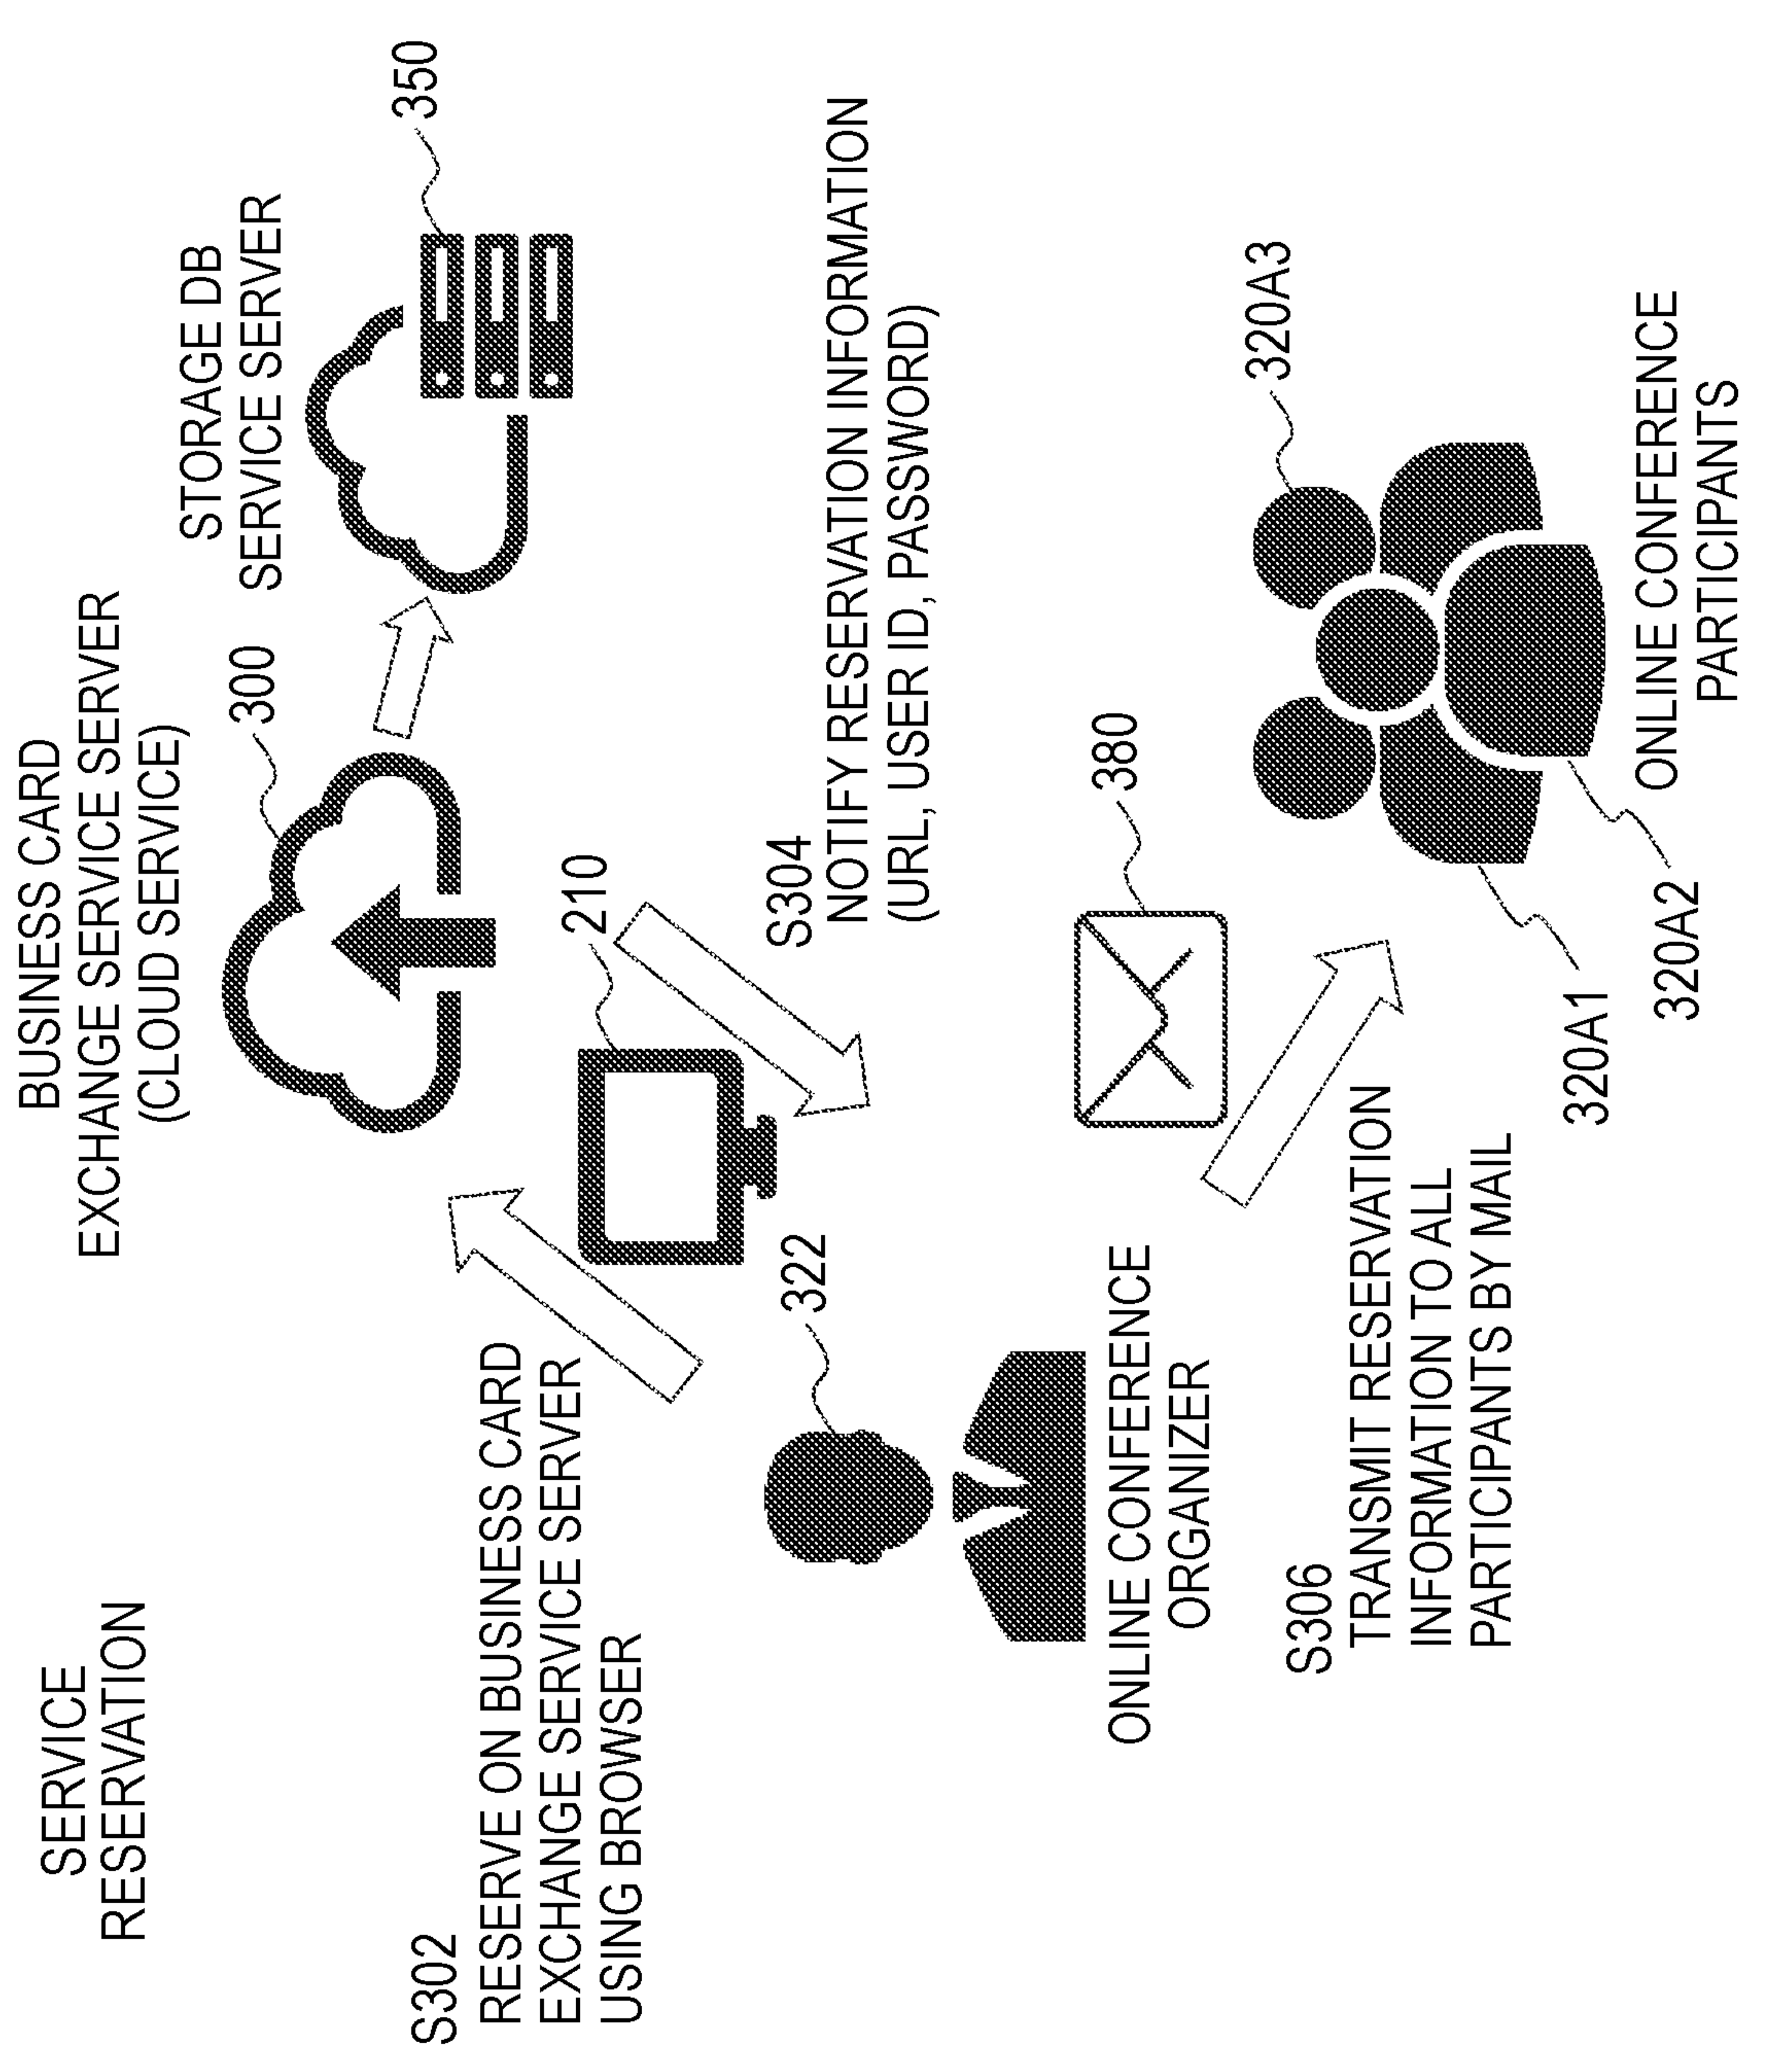 SERVICE
RESERVATION
BUSINESS CARD
EXCHANGE SERVICE SERVER
(CLOUD SERVICE)
300
STORAGE DB
SERVICE SERVER
350
S302
RESERVE ON BUSINESS CARD
EXCHANGE SERVICE SERVER
USING BROWSER
210
S304
NOTIFY RESERVATION INFORMATION
(URL, USER ID, PASSWORD)
322
ONLINE CONFERENCE
ORGANIZER
380
S306
TRANSMIT RESERVATION
INFORMATION TO ALL
PARTICIPANTS BY MAIL
320A3
320A1
320A2
ONLINE CONFERENCE
PARTICIPANTS